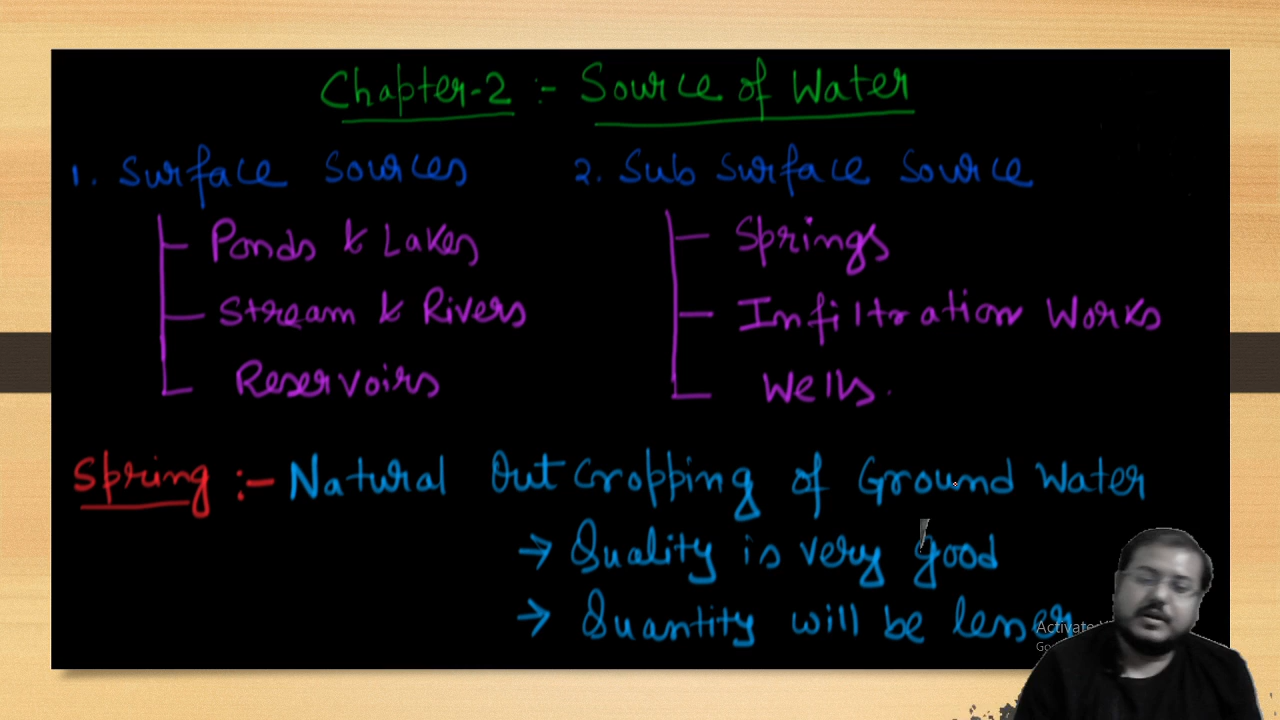 Chapter-2 :- Source of Water
1. Surface Sources
Ponds & Lakes
Stream & Rivers
Reservoirs
2. Sub Surface Source
Springs
Infiltration Works
Wells.
Spring :- Natural Out Cropping of Ground Water
→ Quality is very good
→ Quantity will be lesser
Activate